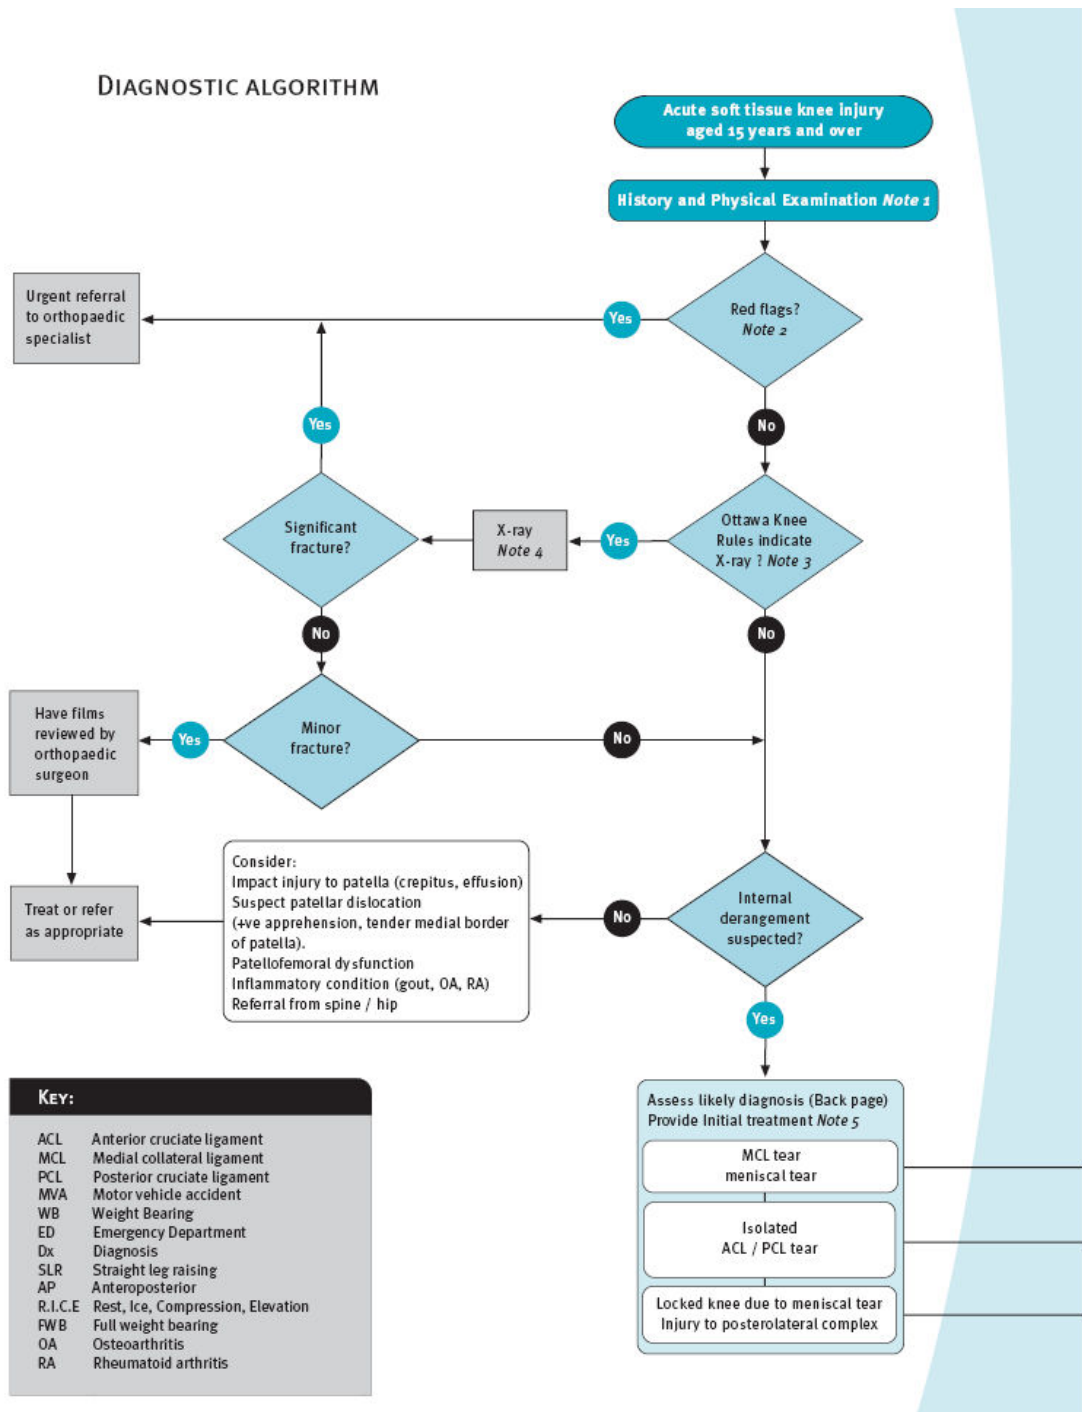 DIAGNOSTIC ALGORITHM
Acute soft tissue knee injury
aged 15 years and over
History and Physical Examination Note 1
Red flags?
Note 2
Yes
Urgent referral
to orthopaedic
specialist
No
Yes
Ottawa Knee
Rules indicate
X-ray ? Note 3
Yes
X-ray
Note 4
Significant
fracture?
No
No
Minor
fracture?
Yes
Have films
reviewed by
orthopaedic
surgeon
No
Internal
derangement
suspected?
No
Consider:
Impact injury to patella (crepitus, effusion)
Suspect patellar dislocation
(+ve apprehension, tender medial border
of patella).
Patellofemoral dysfunction
Inflammatory condition (gout, OA, RA)
Referral from spine / hip
Treat or refer
as appropriate
Yes
Assess likely diagnosis (Back page)
Provide Initial treatment Note 5
MCL tear
meniscal tear
Isolated
ACL / PCL tear
Locked knee due to meniscal tear
Injury to posterolateral complex
KEY:
ACL Anterior cruciate ligament
MCL Medial collateral ligament
PCL Posterior cruciate ligament
MVA Motor vehicle accident
WB Weight Bearing
ED Emergency Department
Dx Diagnosis
SLR Straight leg raising
AP Anteroposterior
R.I.C.E Rest, Ice, Compression, Elevation
FWB Full weight bearing
OA Osteoarthritis
RA Rheumatoid arthritis